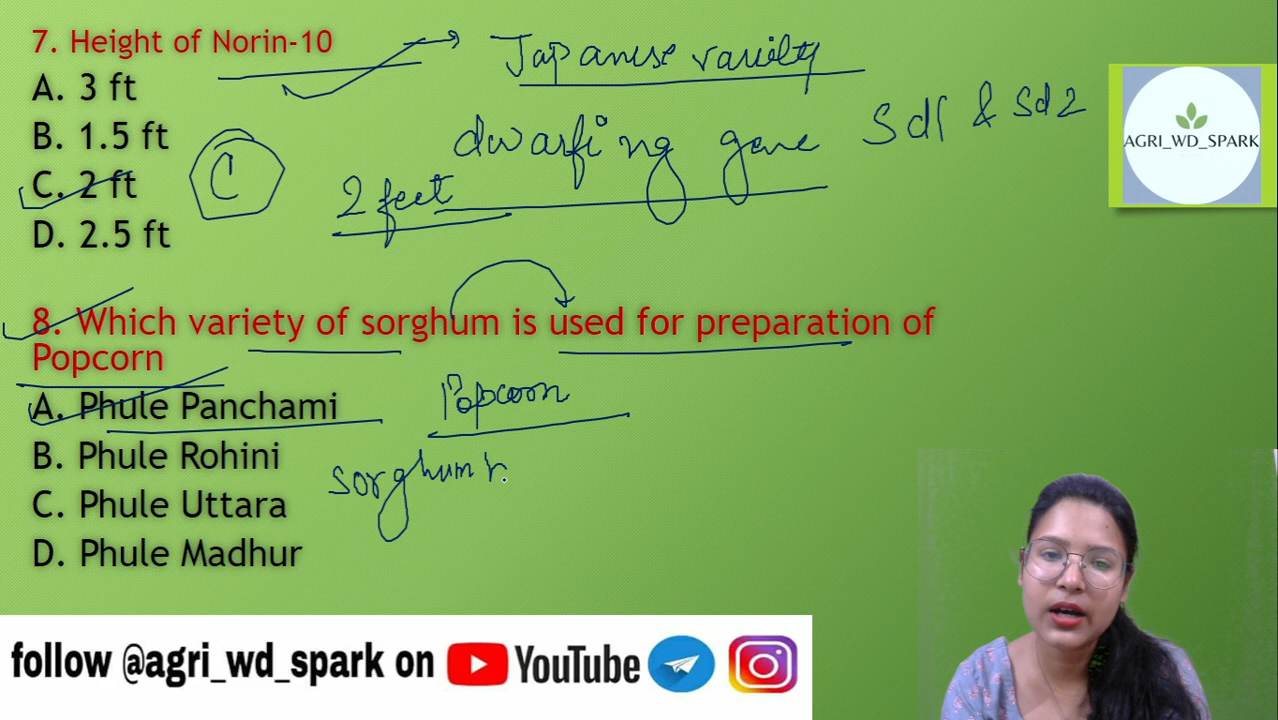 7. Height of Norin-10
Japanese variety
A. 3 ft
B. 1.5 ft
dwarfing gene Sd1 & Sd2
C. 2 ft
C
2 feet
D. 2.5 ft
AGRI_WD_SPARK
8. Which variety of sorghum is used for preparation of
Popcorn
A. Phule Panchami
Popcorn
B. Phule Rohini
sorghum
C. Phule Uttara
D. Phule Madhur
follow @agri_wd_spark on YouTube